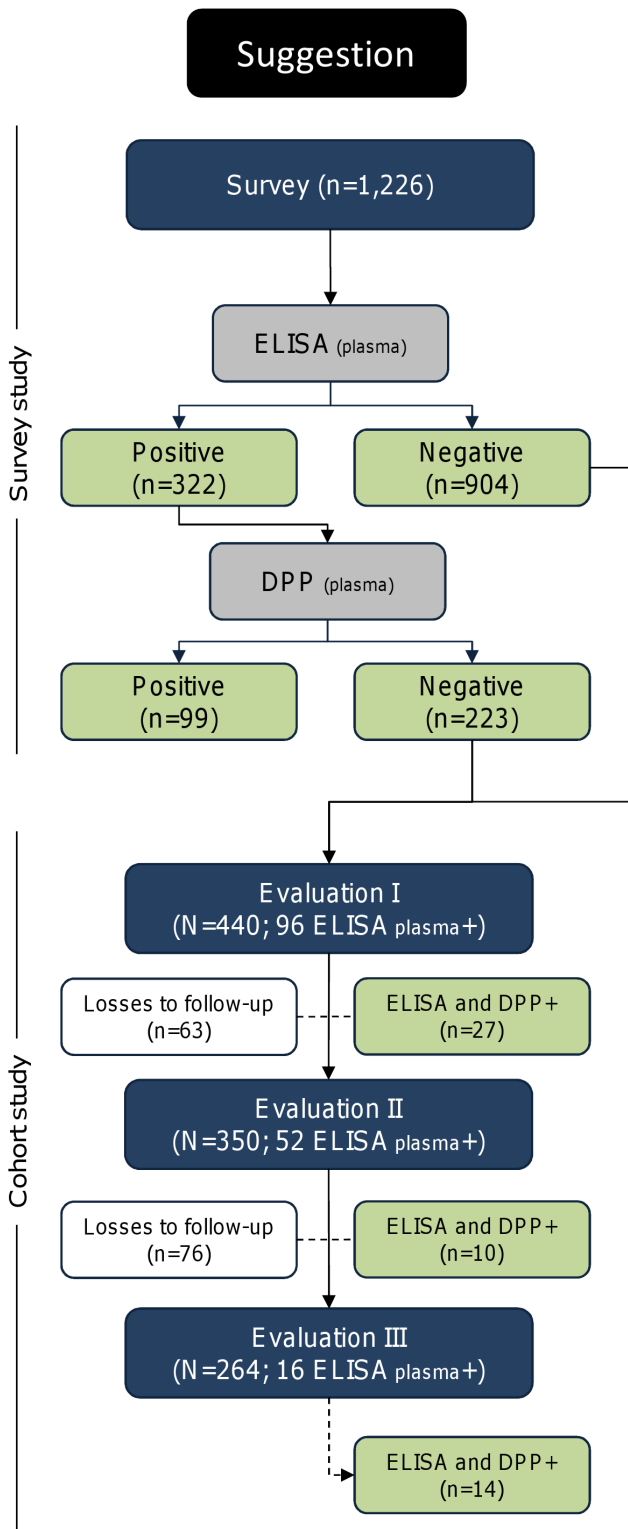 Suggestion
Survey (n=1,226)
ELISA (plasma)
Positive
(n=322)
Negative
(n=904)
DPP (plasma)
Positive
(n=99)
Negative
(n=223)
Survey study
Evaluation I
(N=440; 96 ELISA plasma+)
Losses to follow-up
(n=63)
ELISA and DPP+
(n=27)
Evaluation II
(N=350; 52 ELISA plasma+)
Losses to follow-up
(n=76)
ELISA and DPP+
(n=10)
Evaluation III
(N=264; 16 ELISA plasma+)
ELISA and DPP+
(n=14)
Cohort study